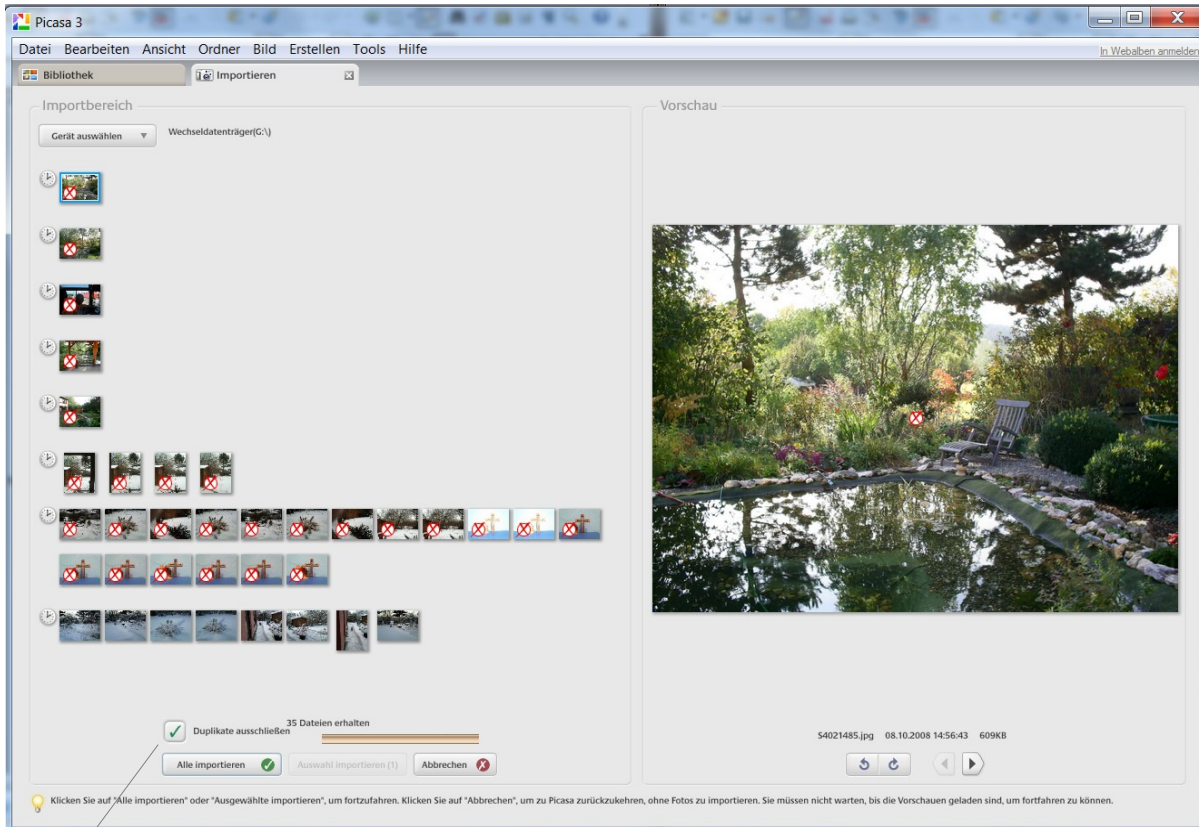 Picasa 3
Datei Bearbeiten Ansicht Ordner Bild Erstellen Tools Hilfe
In Webalben anmelden
Bibliothek
Importieren
Importbereich
Vorschau
Gerät auswählen
Wechseldatenträger(G:\)
Duplikate ausschließen
35 Dateien erhalten
S4021485.jpg 08.10.2008 14:56:43 609KB
Alle importieren
Auswahl importieren (1)
Abbrechen
Klicken Sie auf "Alle importieren" oder "Ausgewählte importieren", um fortzufahren. Klicken Sie auf "Abbrechen", um zu Picasa zurückzukehren, ohne Fotos zu importieren. Sie müssen nicht warten, bis die Vorschauen geladen sind, um fortfahren zu können.